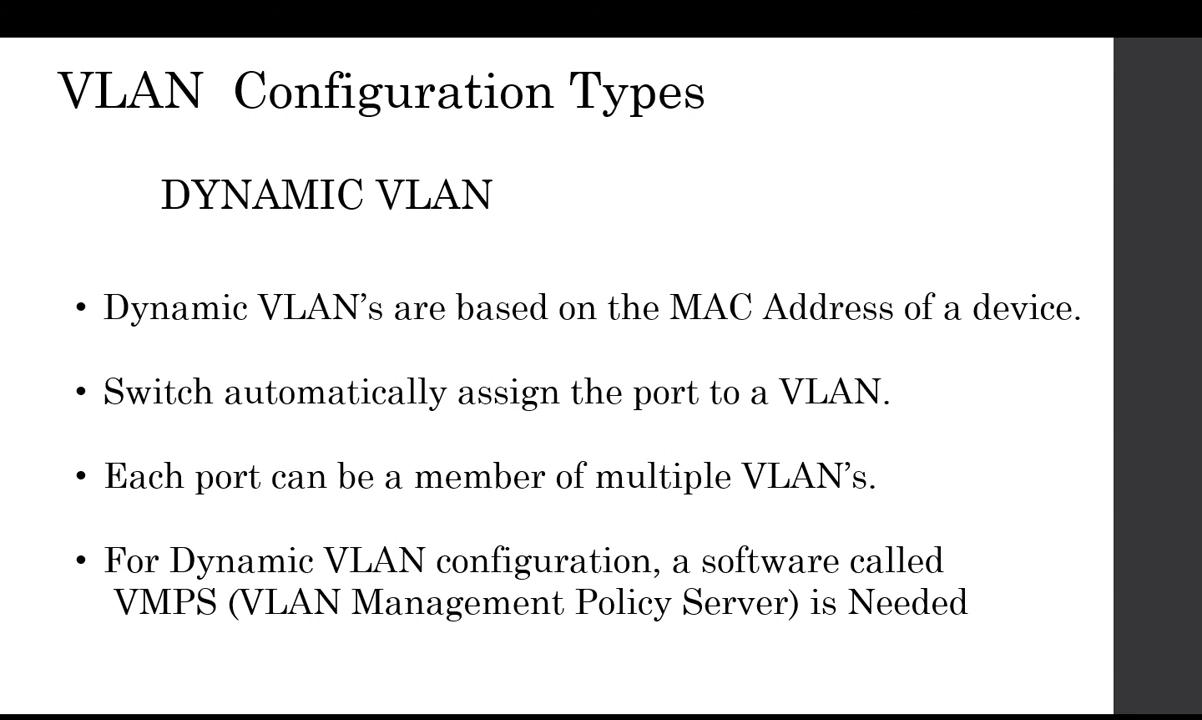 VLAN  Configuration Types
DYNAMIC VLAN
• Dynamic VLAN’s are based on the MAC Address of a device.
• Switch automatically assign the port to a VLAN.
• Each port can be a member of multiple VLAN’s.
• For Dynamic VLAN configuration, a software called
VMPS (VLAN Management Policy Server) is Needed